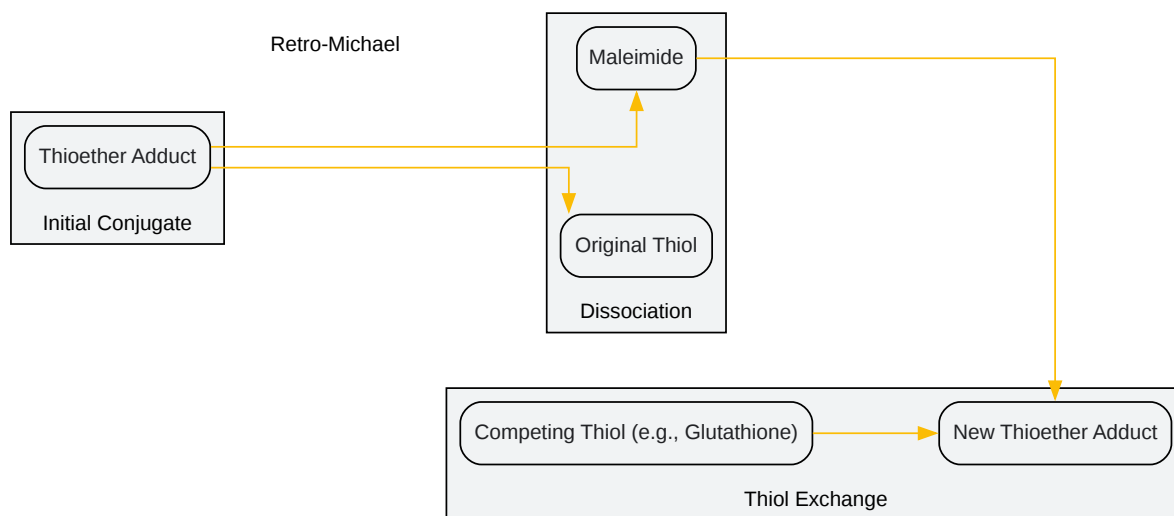 Retro-Michael
Maleimide
Thioether Adduct
Initial Conjugate
Original Thiol
Dissociation
Competing Thiol (e.g., Glutathione)
New Thioether Adduct
Thiol Exchange